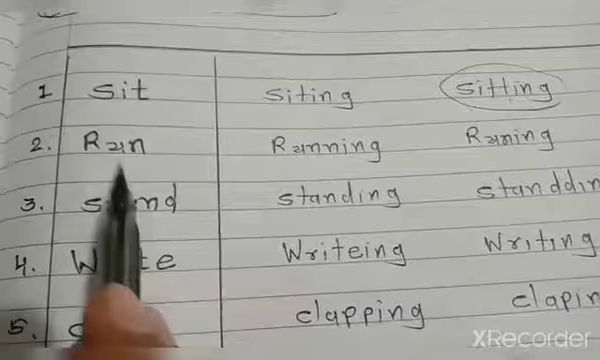 1 Sit Siting Sitting
2. Run Running Runing
3. standing standdin
4. Writeing Writing
5. clapping clapin
XRecorder